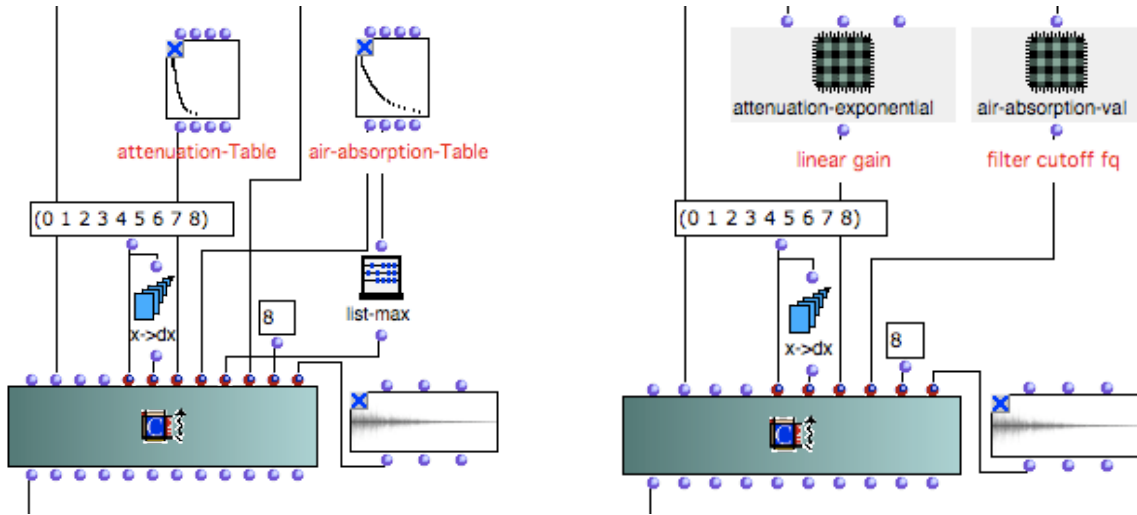 attenuation-Table
air-absorption-Table
(0 1 2 3 4 5 6 7 8)
x->dx
8
list-max
C
attenuation-exponential
air-absorption-val
linear gain
filter cutoff fq
(0 1 2 3 4 5 6 7 8)
x->dx
8
C